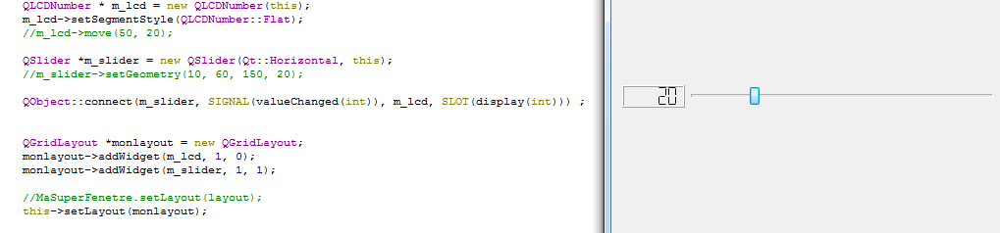 QLCDNumber * m_lcd = new QLCDNumber(this);
m_lcd->setSegmentStyle(QLCDNumber::Flat);
//m_lcd->move(50, 20);
QSlider *m_slider = new QSlider(Qt::Horizontal, this);
//m_slider->setGeometry(10, 60, 150, 20);
QObject::connect(m_slider, SIGNAL(valueChanged(int)), m_lcd, SLOT(display(int))) ;
QGridLayout *monlayout = new QGridLayout;
monlayout->addWidget(m_lcd, 1, 0);
monlayout->addWidget(m_slider, 1, 1);
//MaSuperFenetre.setLayout(layout);
this->setLayout(monlayout);
20